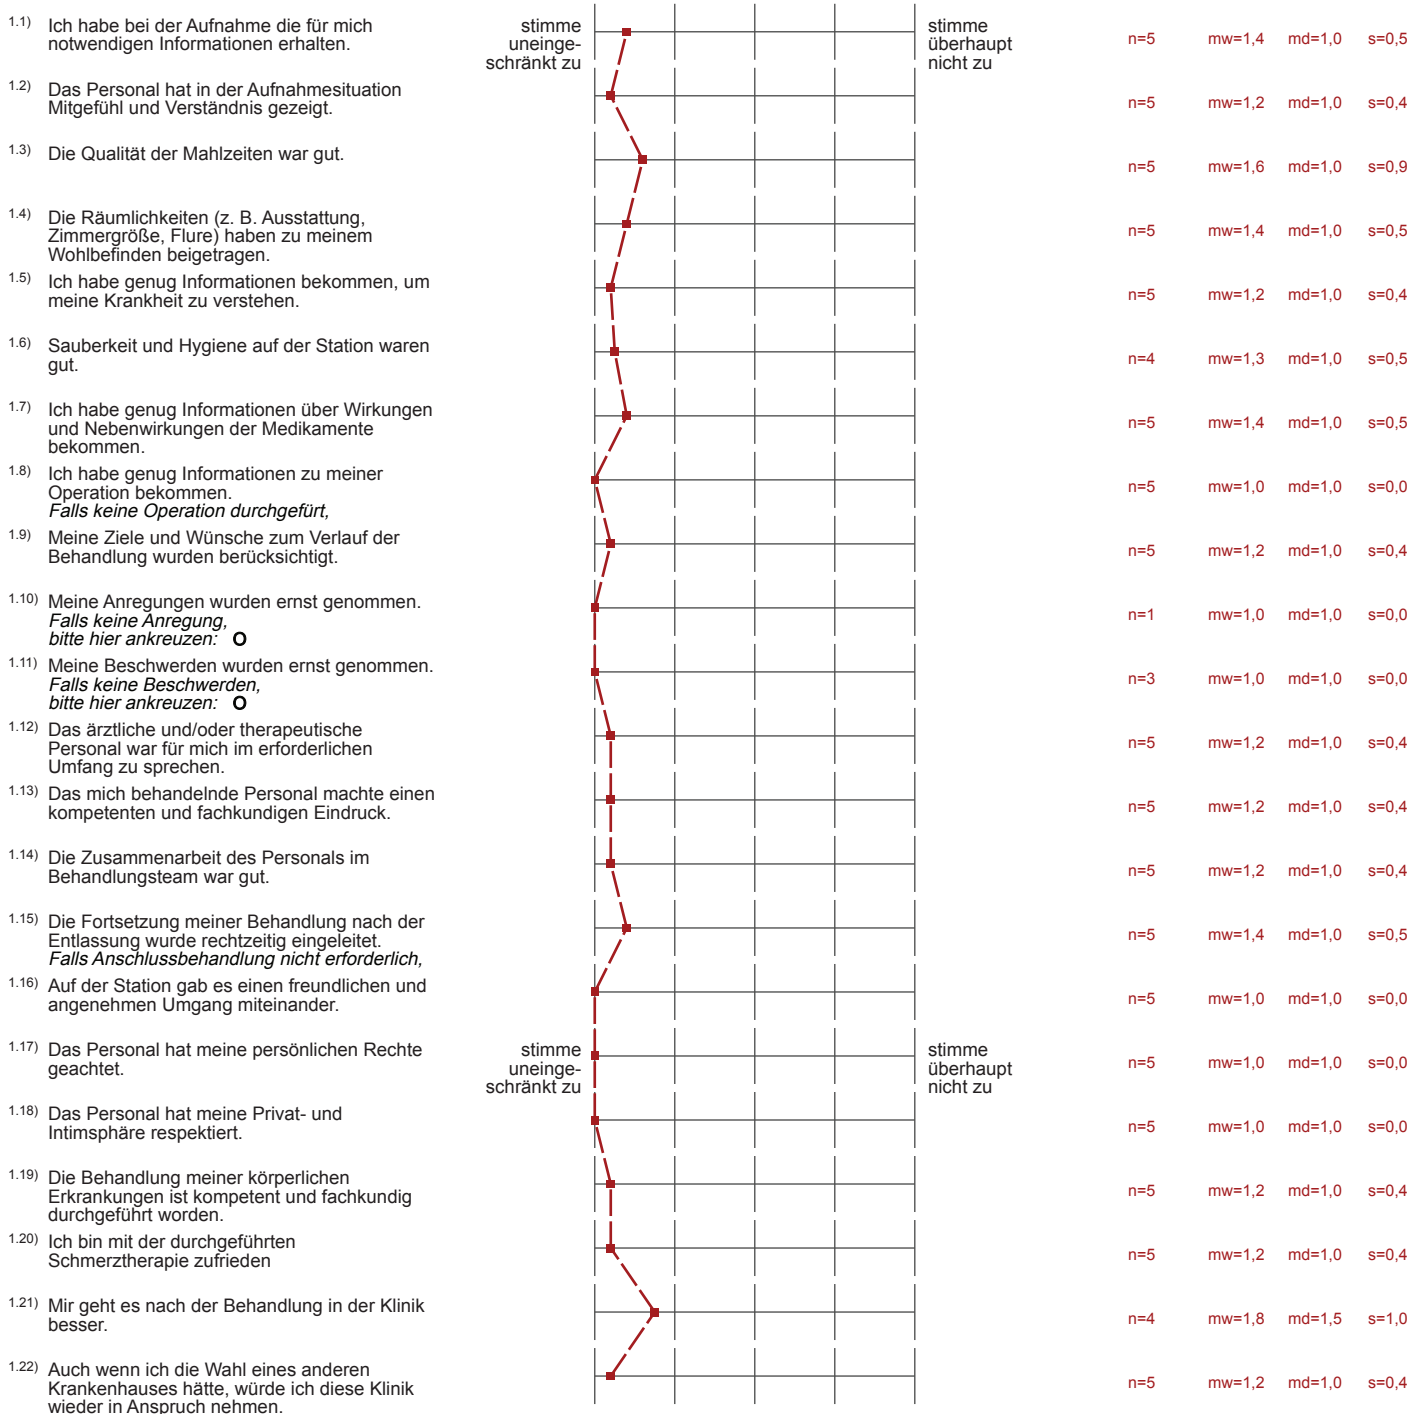 1.1) Ich habe bei der Aufnahme die für mich
notwendigen Informationen erhalten.
stimme
uneinge-
schränkt zu
stimme
überhaupt
nicht zu
n=5 mw=1,4 md=1,0 s=0,5
1.2) Das Personal hat in der Aufnahmesituation
Mitgefühl und Verständnis gezeigt.
n=5 mw=1,2 md=1,0 s=0,4
1.3) Die Qualität der Mahlzeiten war gut.
n=5 mw=1,6 md=1,0 s=0,9
1.4) Die Räumlichkeiten (z. B. Ausstattung,
Zimmergröße, Flure) haben zu meinem
Wohlbefinden beigetragen.
n=5 mw=1,4 md=1,0 s=0,5
1.5) Ich habe genug Informationen bekommen, um
meine Krankheit zu verstehen.
n=5 mw=1,2 md=1,0 s=0,4
1.6) Sauberkeit und Hygiene auf der Station waren
gut.
n=4 mw=1,3 md=1,0 s=0,5
1.7) Ich habe genug Informationen über Wirkungen
und Nebenwirkungen der Medikamente
bekommen.
n=5 mw=1,4 md=1,0 s=0,5
1.8) Ich habe genug Informationen zu meiner
Operation bekommen.
Falls keine Operation durchgefürt,
n=5 mw=1,0 md=1,0 s=0,0
1.9) Meine Ziele und Wünsche zum Verlauf der
Behandlung wurden berücksichtigt.
n=5 mw=1,2 md=1,0 s=0,4
1.10) Meine Anregungen wurden ernst genommen.
Falls keine Anregung,
bitte hier ankreuzen: O
n=1 mw=1,0 md=1,0 s=0,0
1.11) Meine Beschwerden wurden ernst genommen.
Falls keine Beschwerden,
bitte hier ankreuzen: O
n=3 mw=1,0 md=1,0 s=0,0
1.12) Das ärztliche und/oder therapeutische
Personal war für mich im erforderlichen
Umfang zu sprechen.
n=5 mw=1,2 md=1,0 s=0,4
1.13) Das mich behandelnde Personal machte einen
kompetenten und fachkundigen Eindruck.
n=5 mw=1,2 md=1,0 s=0,4
1.14) Die Zusammenarbeit des Personals im
Behandlungsteam war gut.
n=5 mw=1,2 md=1,0 s=0,4
1.15) Die Fortsetzung meiner Behandlung nach der
Entlassung wurde rechtzeitig eingeleitet.
Falls Anschlussbehandlung nicht erforderlich,
n=5 mw=1,4 md=1,0 s=0,5
1.16) Auf der Station gab es einen freundlichen und
angenehmen Umgang miteinander.
n=5 mw=1,0 md=1,0 s=0,0
1.17) Das Personal hat meine persönlichen Rechte
geachtet.
stimme
uneinge-
schränkt zu
stimme
überhaupt
nicht zu
n=5 mw=1,0 md=1,0 s=0,0
1.18) Das Personal hat meine Privat- und
Intimsphäre respektiert.
n=5 mw=1,0 md=1,0 s=0,0
1.19) Die Behandlung meiner körperlichen
Erkrankungen ist kompetent und fachkundig
durchgeführt worden.
n=5 mw=1,2 md=1,0 s=0,4
1.20) Ich bin mit der durchgeführten
Schmerztherapie zufrieden
n=5 mw=1,2 md=1,0 s=0,4
1.21) Mir geht es nach der Behandlung in der Klinik
besser.
n=4 mw=1,8 md=1,5 s=1,0
1.22) Auch wenn ich die Wahl eines anderen
Krankenhauses hätte, würde ich diese Klinik
wieder in Anspruch nehmen.
n=5 mw=1,2 md=1,0 s=0,4